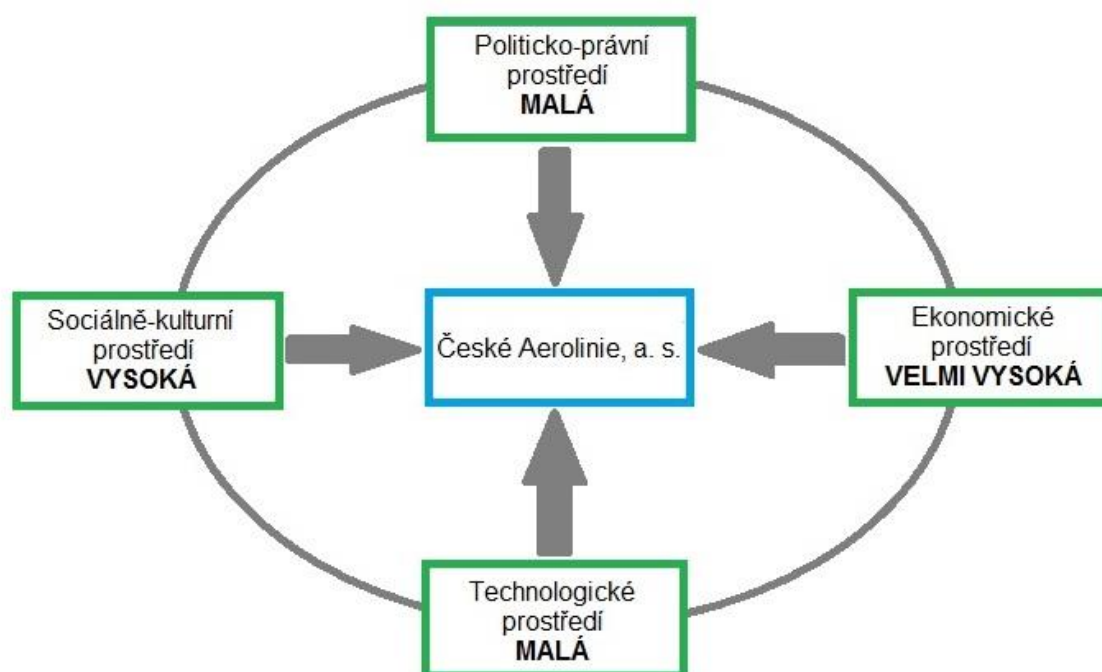 Politicko-právní
prostředí
MALÁ
Sociálně-kulturní
prostředí
VYSOKÁ
České Aerolinie, a. s.
Ekonomické
prostředí
VELMI VYSOKÁ
Technologické
prostředí
MALÁ